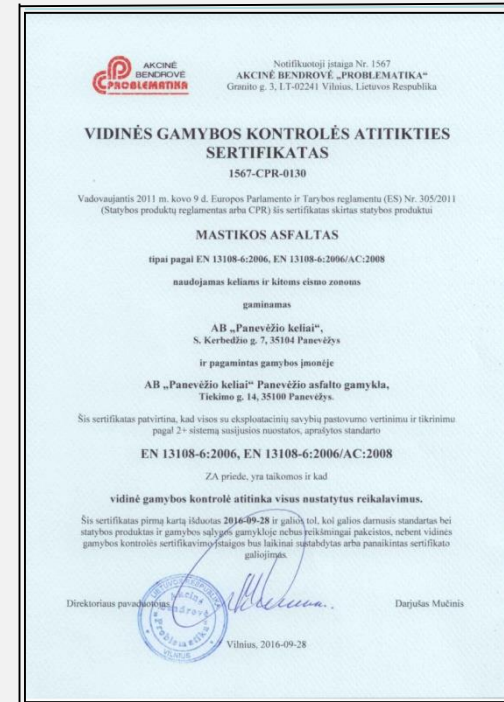 AKCINĖ
BENDROVĖ
PROBLEMATIKA
Notifikuotoji įstaiga Nr. 1567
AKCINĖ BENDROVĖ „PROBLEMATIKA“
Granito g. 3, LT-02241 Vilnius, Lietuvos Respublika
VIDINĖS GAMYBOS KONTROLĖS ATITIKTIES
SERTIFIKATAS
1567-CPR-0130
Vadovaujantis 2011 m. kovo 9 d. Europos Parlamento ir Tarybos reglamentu (ES) Nr. 305/2011
(Statybos produktų reglamentas arba CPR) šis sertifikatas skirtas statybos produktui
MASTIKOS ASFALTAS
tipai pagal EN 13108-6:2006, EN 13108-6:2006/AC:2008
naudojamas keliams ir kitoms eismo zonoms
gaminamas
AB „Panevėžio keliai“,
S. Kerbedžio g. 7, 35104 Panevėžys
ir pagamintas gamybos įmonėje
AB „Panevėžio keliai“ Panevėžio asfalto gamykla,
Tiekimo g. 14, 35100 Panevėžys.
Šis sertifikatas patvirtina, kad visos su eksploatacinių savybių pastovumo vertinimu ir tikrinimu
pagal 2+ sistemą susijusios nuostatos, aprašytos standarto
EN 13108-6:2006, EN 13108-6:2006/AC:2008
ZA priede, yra taikomos ir kad
vidinė gamybos kontrolė atitinka visus nustatytus reikalavimus.
Šis sertifikatas pirmą kartą išduotas 2016-09-28 ir galios tol, kol galios darnusis standartas bei
statybos produktas ir gamybos sąlygos gamykloje nebus reikšmingai pakeistos, nebent vidinės
gamybos kontrolės sertifikavimo įstaigos bus laikinai sustabdytas arba panaikintas sertifikato
galiojimas.
Direktoriaus pavaduotojas
Darjušas Mučinis
Akcinė
Bendrovė
Problematika
VILNIUS
Vilnius, 2016-09-28